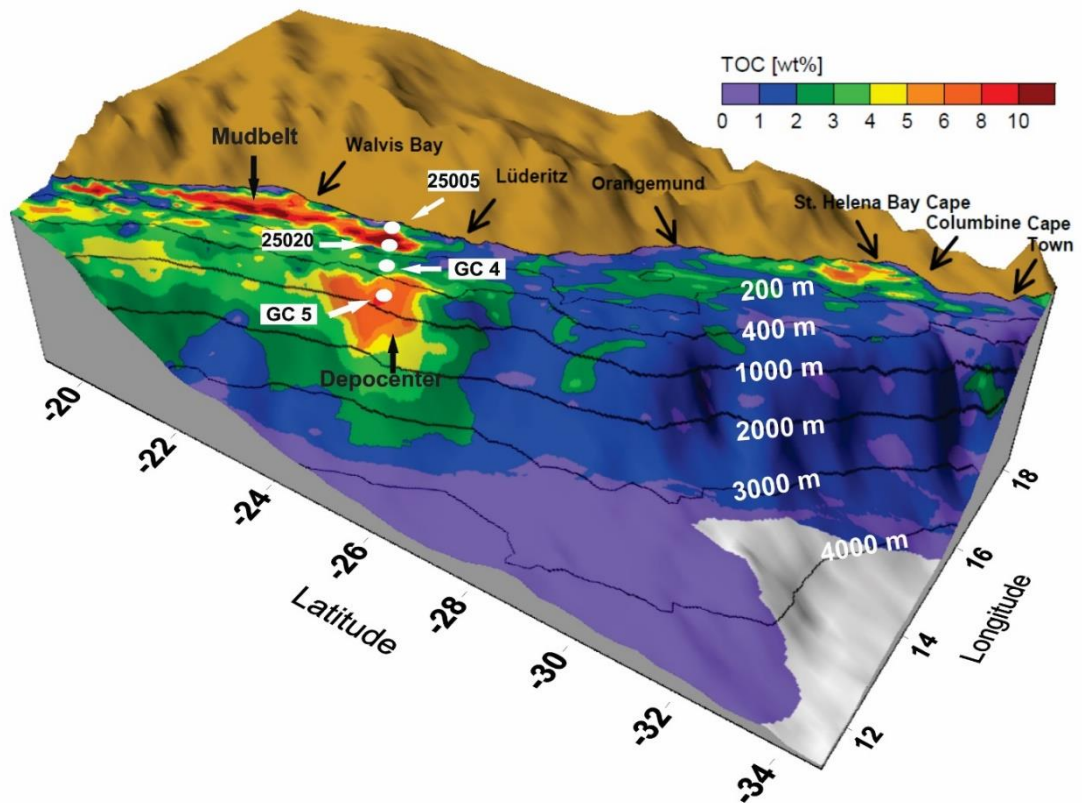 TOC [wt%]
0 1 2 3 4 5 6 8 10
Mudbelt
Walvis Bay
25005
Lüderitz
Orangemund
St. Helena Bay Cape
Columbine Cape
Town
25020
GC 4
GC 5
Depocenter
200 m
400 m
1000 m
2000 m
3000 m
4000 m
-20
-22
-24
-26
-28
-30
-32
-34
Latitude
18
16
14
12
Longitude